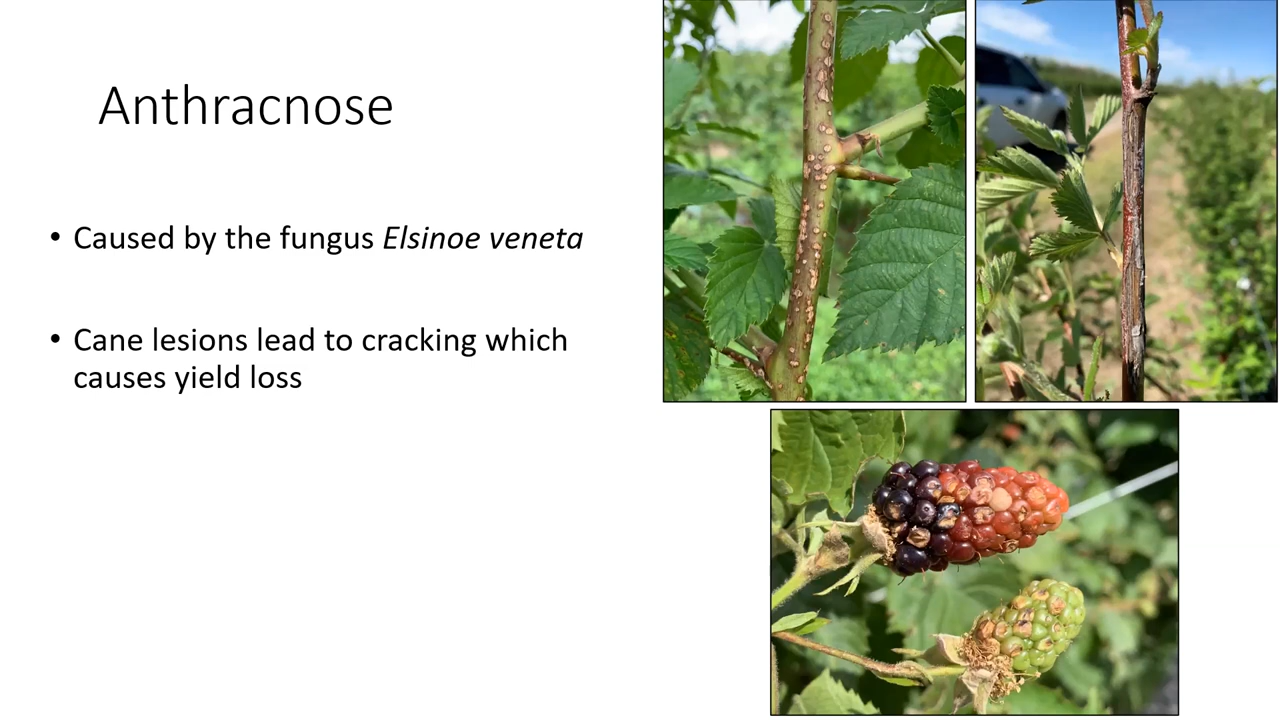 Anthracnose
• Caused by the fungus Elsinoe veneta
• Cane lesions lead to cracking which
causes yield loss